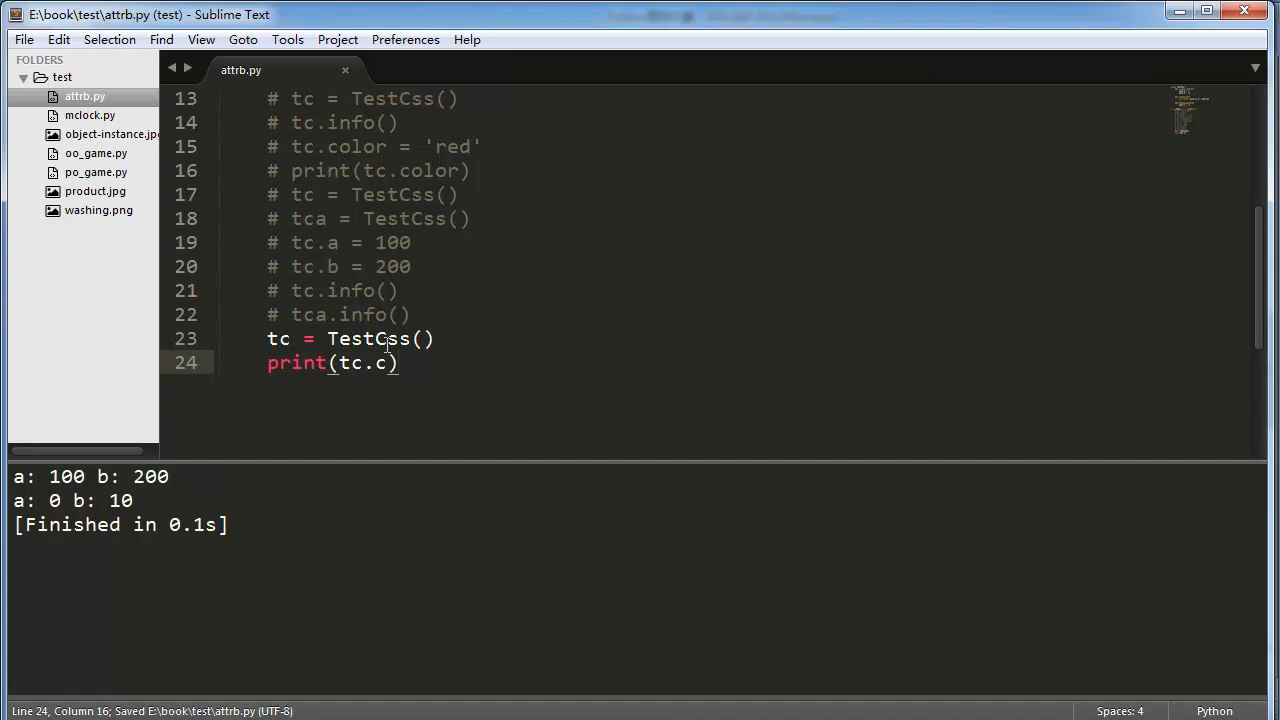 E:\book\test\attrb.py (test) - Sublime Text
File Edit Selection Find View Goto Tools Project Preferences Help
FOLDERS
test
attrb.py
mclock.py
object-instance.jpg
oo_game.py
po_game.py
product.jpg
washing.png
attrb.py
13 # tc = TestCss()
14 # tc.info()
15 # tc.color = 'red'
16 # print(tc.color)
17 # tc = TestCss()
18 # tca = TestCss()
19 # tc.a = 100
20 # tc.b = 200
21 # tc.info()
22 # tca.info()
23 tc = TestCss()
24 print(tc.c)
a: 100 b: 200
a: 0 b: 10
[Finished in 0.1s]
Line 24, Column 16; Saved E:\book\test\attrb.py (UTF-8) Spaces: 4 Python